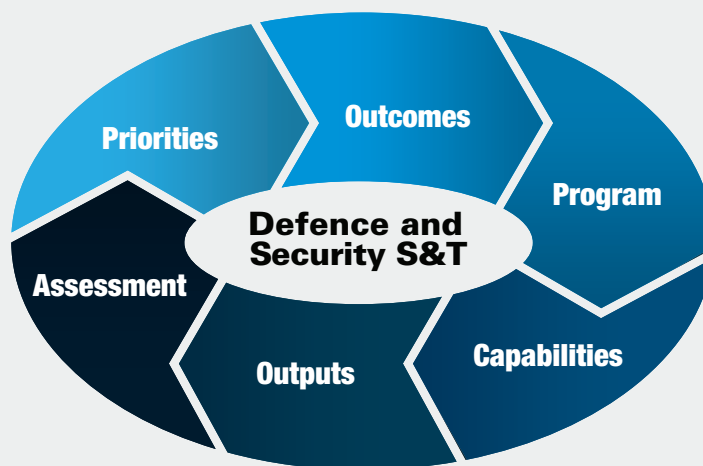 Priorities
Outcomes
Program
Defence and
Security S&T
Assessment
Outputs
Capabilities